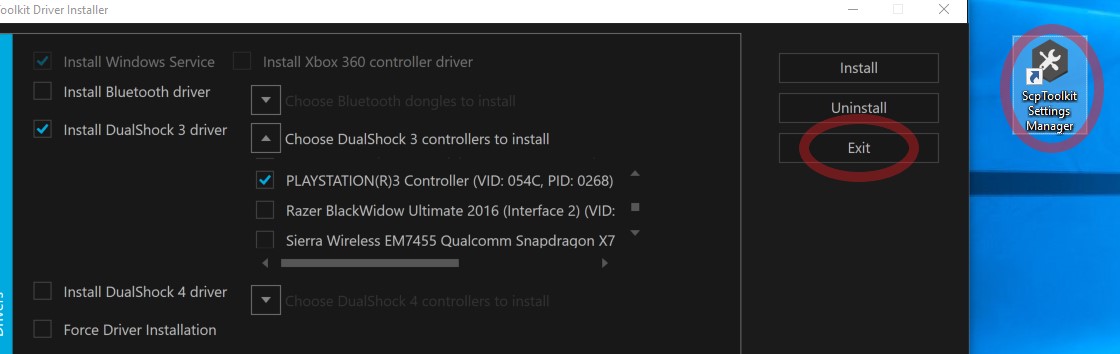 oolkit Driver Installer
Install Windows Service
Install Xbox 360 controller driver
Install
Install Bluetooth driver
Choose Bluetooth dongles to install
Uninstall
Install DualShock 3 driver
Choose DualShock 3 controllers to install
Exit
PLAYSTATION(R)3 Controller (VID: 054C, PID: 0268)
Razer BlackWidow Ultimate 2016 (Interface 2) (VID:
Sierra Wireless EM7455 Qualcomm Snapdragon X7
Install DualShock 4 driver
Choose DualShock 4 controllers to install
Force Driver Installation
Drivers
ScpToolkit
Settings
Manager